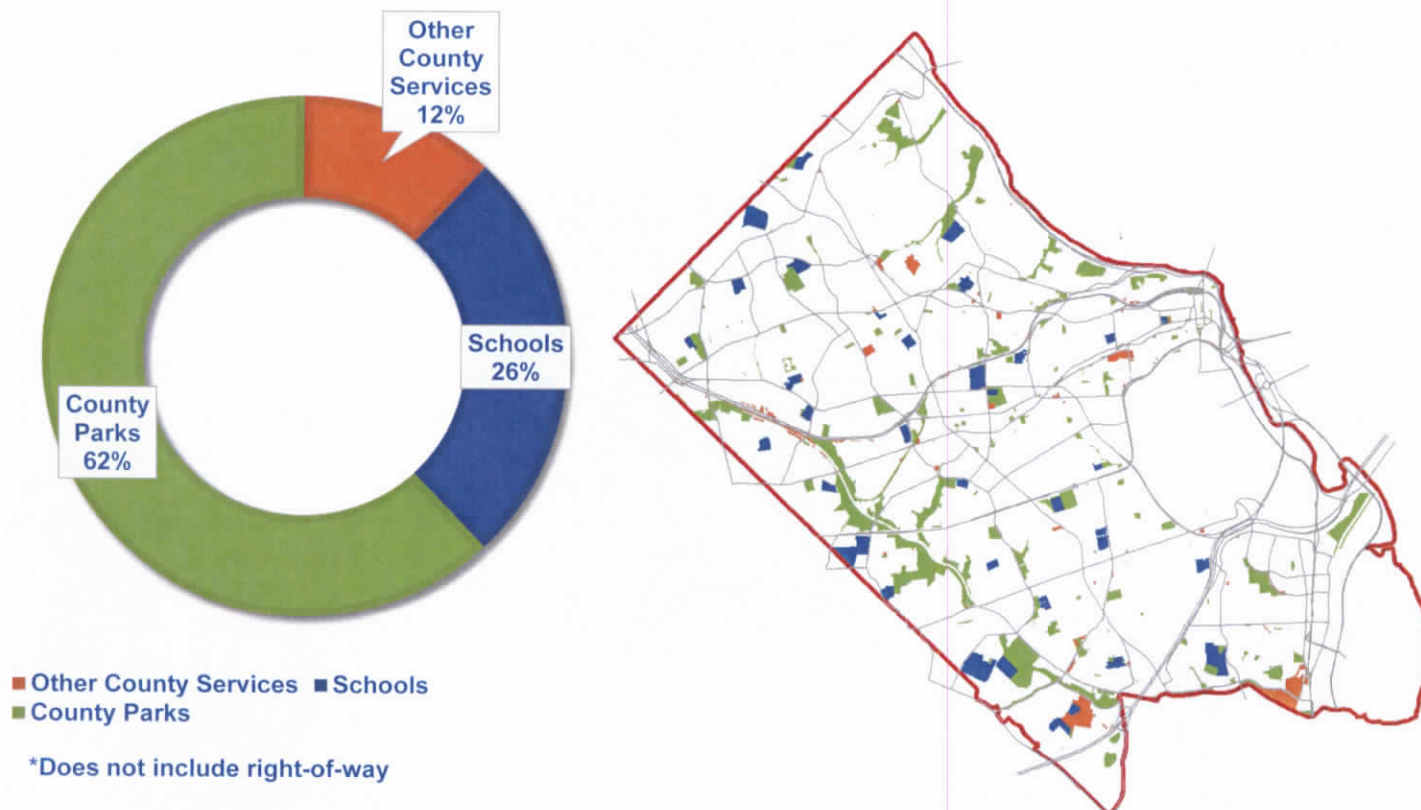 Other
County
Services
12%
Schools
26%
County
Parks
62%
Other County Services Schools
County Parks
*Does not include right-of-way